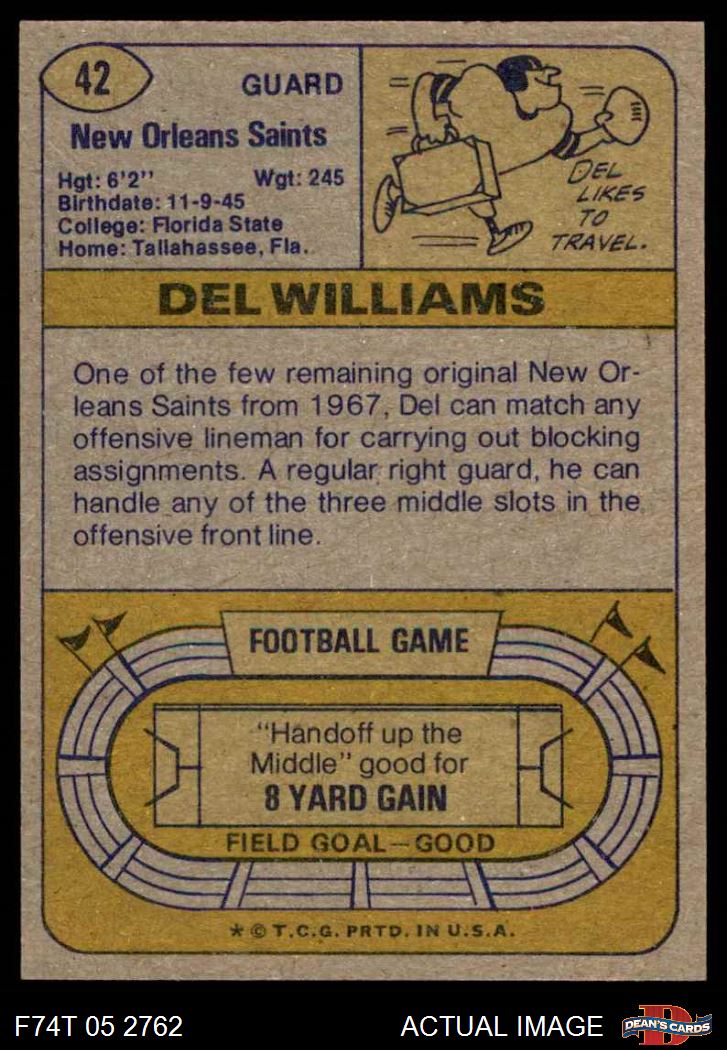 42
GUARD
New Orleans Saints
Hgt: 6'2''
Wgt: 245
Birthdate: 11-9-45
College: Florida State
Home: Tallahassee, Fla.
DEL
LIKES
TO
TRAVEL.
DEL WILLIAMS
One of the few remaining original New Or-
leans Saints from 1967, Del can match any
offensive lineman for carrying out blocking
assignments. A regular right guard, he can
handle any of the three middle slots in the
offensive front line.
FOOTBALL GAME
"Handoff up the
Middle" good for
8 YARD GAIN
FIELD GOAL—GOOD
* © T.C.G. PRTD. IN U.S.A.
F74T 05 2762
ACTUAL IMAGE
D
DEAN'S CARDS